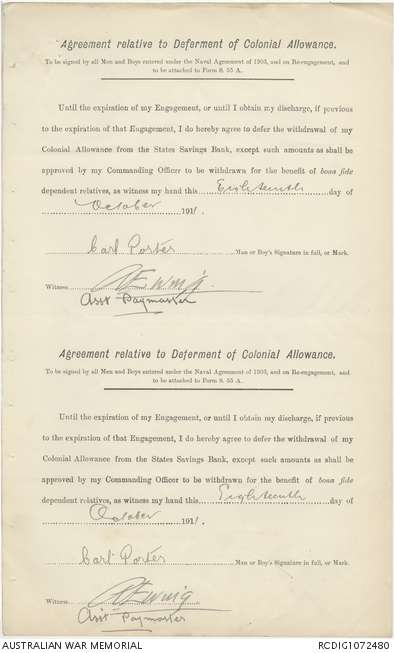 Agreement relative to Deferment of Colonial Allowance.
To be signed by all Men and Boys entered under the Naval Agreement of 1903, and on Re-engagement, and
to be attached to Form S. 55 A.
Until the expiration of my Engagement, or until I obtain my discharge, if previous
to the expiration of that Engagement, I do hereby agree to defer the withdrawal of my
Colonial Allowance from the States Savings Bank, except such amounts as shall be
approved by my Commanding Officer to be withdrawn for the benefit of bona fide
dependent relatives, as witness my hand this Eighteenth day of
October 1911.
Carl Porter Man or Boy's Signature in full, or Mark.
Witness
Asst Paymaster
Agreement relative to Deferment of Colonial Allowance.
To be signed by all Men and Boys entered under the Naval Agreement of 1903, and on Re-engagement, and
to be attached to Form S. 55 A.
Until the expiration of my Engagement, or until I obtain my discharge, if previous
to the expiration of that Engagement, I do hereby agree to defer the withdrawal of my
Colonial Allowance from the States Savings Bank, except such amounts as shall be
approved by my Commanding Officer to be withdrawn for the benefit of bona fide
dependent relatives, as witness my hand this Eighteenth day of
October 1911.
Carl Porter Man or Boy's Signature in full, or Mark.
Witness
Asst Paymaster
AUSTRALIAN WAR MEMORIAL RCDIG1072480